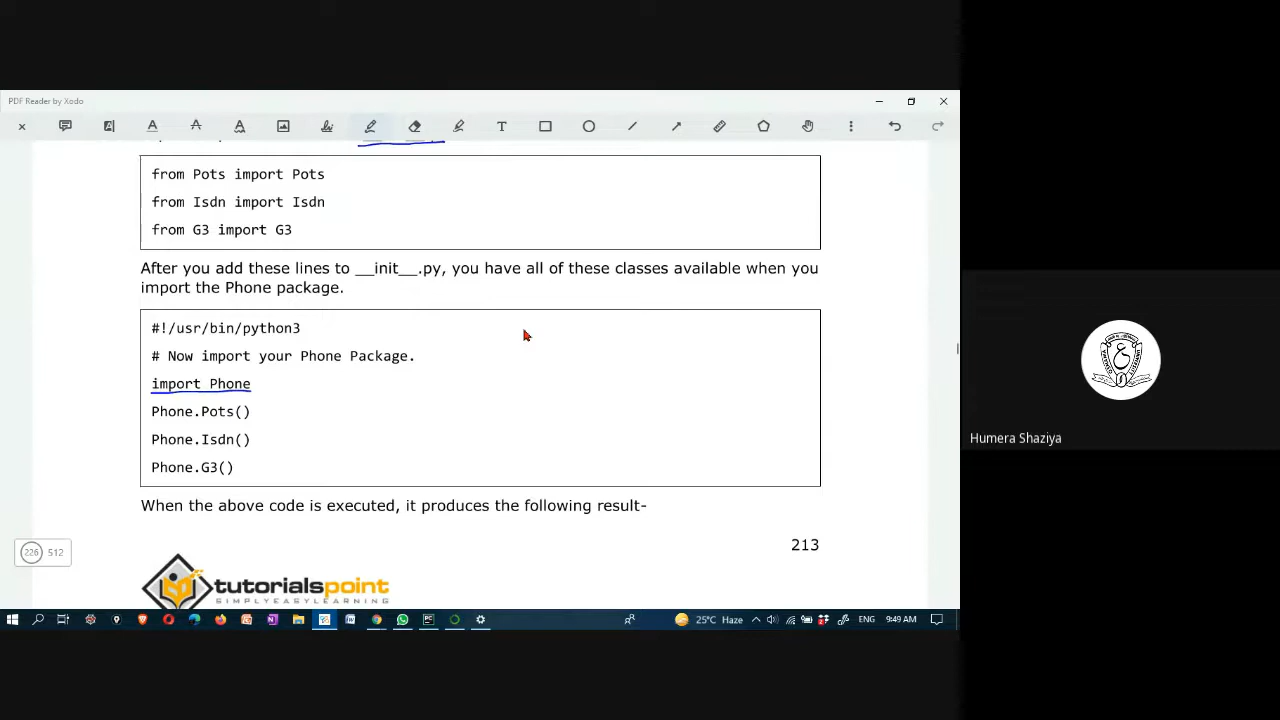 PDF Reader by Xodo
from Pots import Pots
from Isdn import Isdn
from G3 import G3
After you add these lines to __init__.py, you have all of these classes available when you
import the Phone package.
#!/usr/bin/python3
# Now import your Phone Package.
import Phone
Phone.Pots()
Phone.Isdn()
Phone.G3()
When the above code is executed, it produces the following result-
213
226 512
tutorialspoint
SIMPLYEASYLEARNING
25°C Haze ENG 9:49 AM
Humera Shaziya